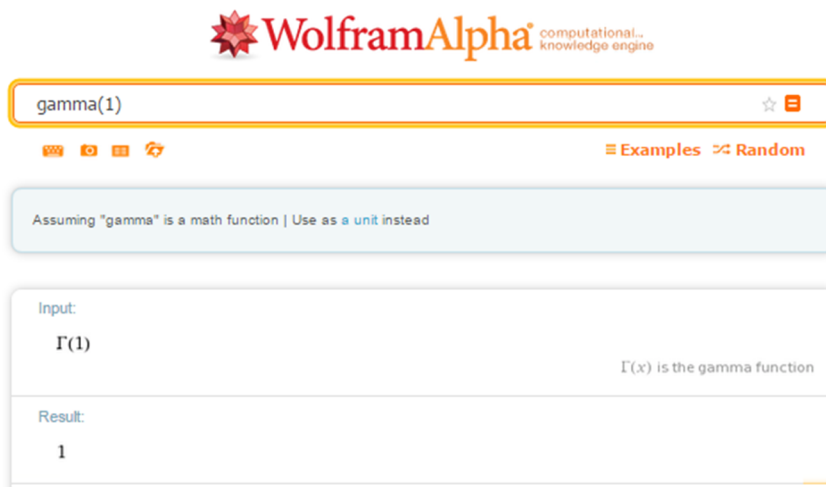 WolframAlpha computational... knowledge engine
gamma(1)
Examples Random
Assuming "gamma" is a math function | Use as a unit instead
Input:
Γ(1)
Γ(x) is the gamma function
Result:
1